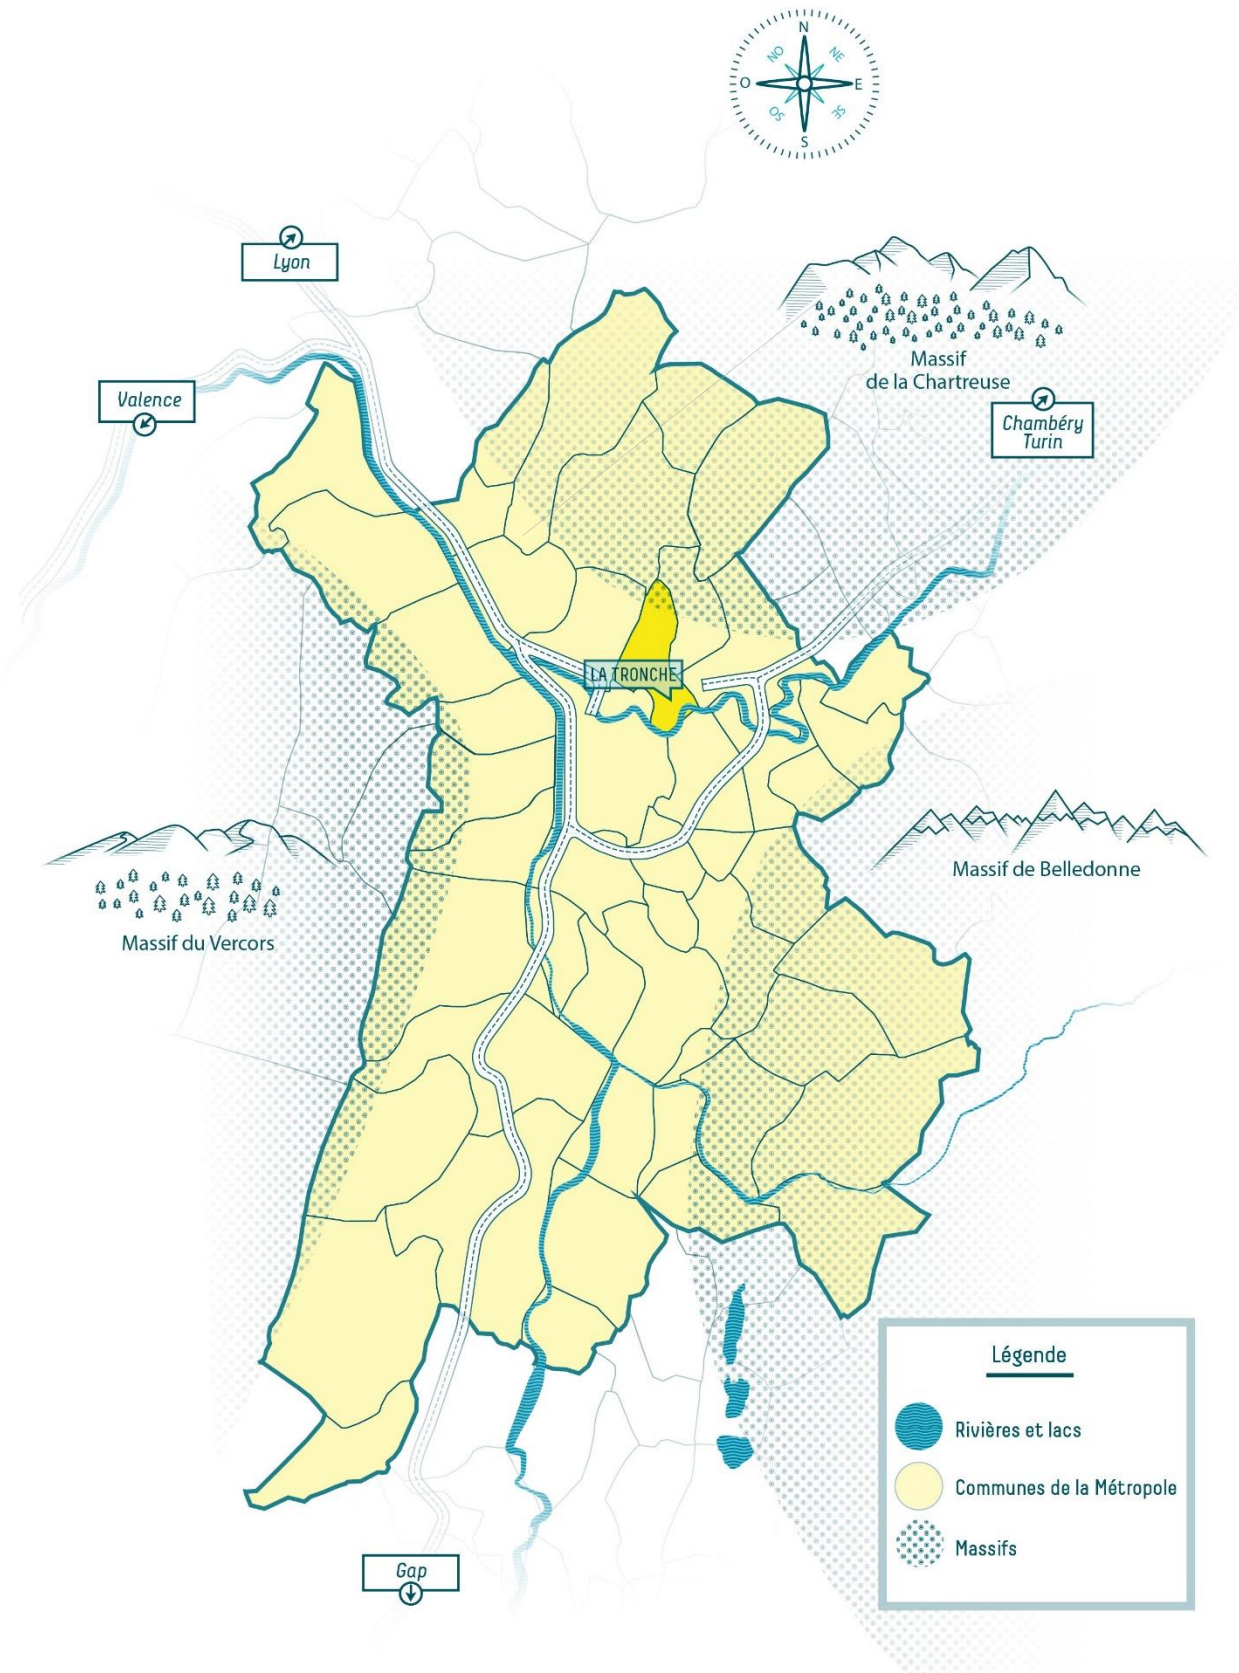 N
NO
NE
O
E
SO
SE
S
Lyon
Valence
Massif
de la Chartreuse
Chambéry
Turin
LA TRONCHE
Massif de Belledonne
Massif du Vercors
Légende
Rivières et lacs
Communes de la Métropole
Massifs
Gap